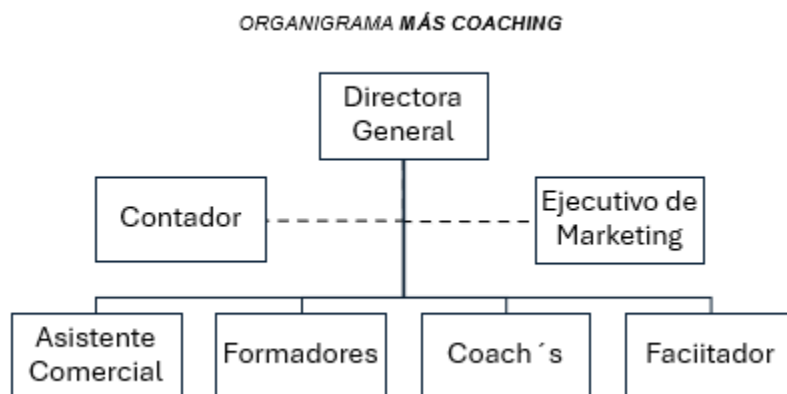 ORGANIGRAMA MÁS COACHING
Directora
General
Contador
Ejecutivo de
Marketing
Asistente
Comercial
Formadores
Coach ´s
Faciitador